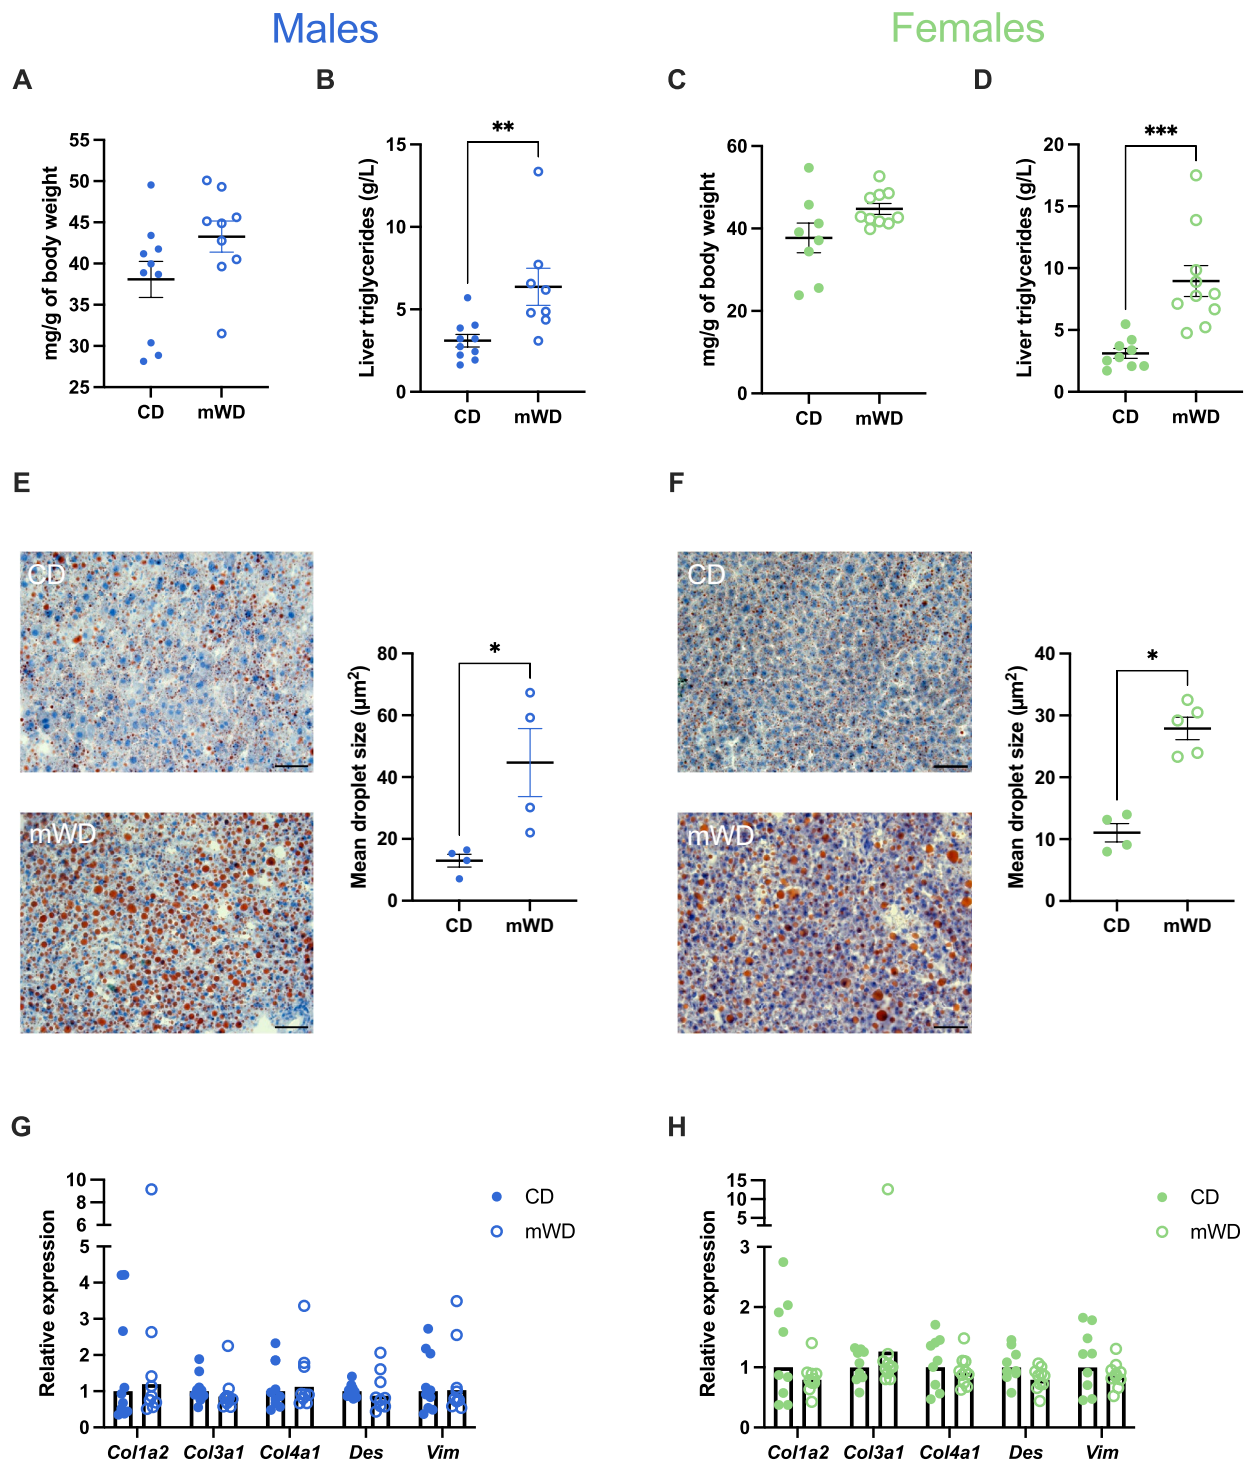 Males
Females
A
B
C
D
mg/g of body weight
55
50
45
40
35
30
25
CD
mWD
Liver triglycerides (g/L)
15
10
5
0
**
CD
mWD
mg/g of body weight
60
40
20
0
CD
mWD
Liver triglycerides (g/L)
20
15
10
5
0
***
CD
mWD
E
F
CD
mWD
Mean droplet size (µm²)
80
60
40
20
0
*
CD
mWD
CD
mWD
Mean droplet size (µm²)
40
30
20
10
0
*
CD
mWD
G
H
Relative expression
10
8
6
5
4
3
2
1
0
Col1a2 Col3a1 Col4a1 Des Vim
CD
mWD
Relative expression
15
10
5
3
2
1
0
Col1a2 Col3a1 Col4a1 Des Vim
CD
mWD